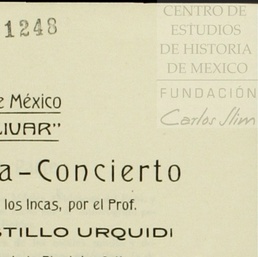 1248
CENTRO DE
ESTUDIOS
DE HISTORIA
DE MEXICO
FUNDACIÓN
Carlos Slim
e México
LIVAR"
a-Concierto
los Incas, por el Prof.
STILLO URQUIDI